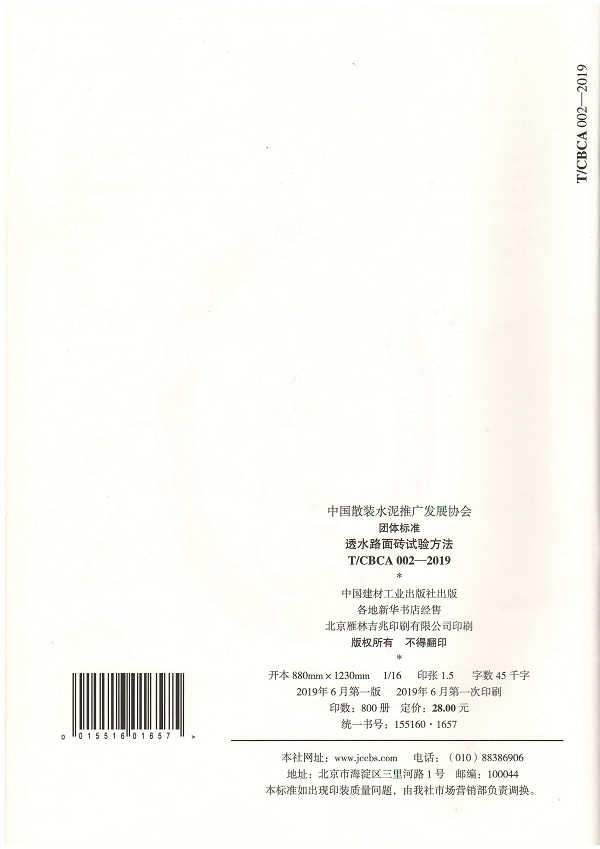 T/CBCA 002—2019
中国散装水泥推广发展协会
团体标准
透水路面砖试验方法
T/CBCA 002—2019
*
中国建材工业出版社出版
各地新华书店经售
北京雁林吉兆印刷有限公司印刷
版权所有 不得翻印
*
开本 880mm×1230mm 1/16 印张 1.5 字数 45 千字
2019年6月第一版 2019年6月第一次印刷
印数：800 册 定价：28.00 元
统一书号：155160·1657
0 015516 001657 >
本社网址：www.jccbs.com 电话：（010）88386906
地址：北京市海淀区三里河路1号 邮编：100044
本标准如出现印装质量问题，由我社市场营销部负责调换。